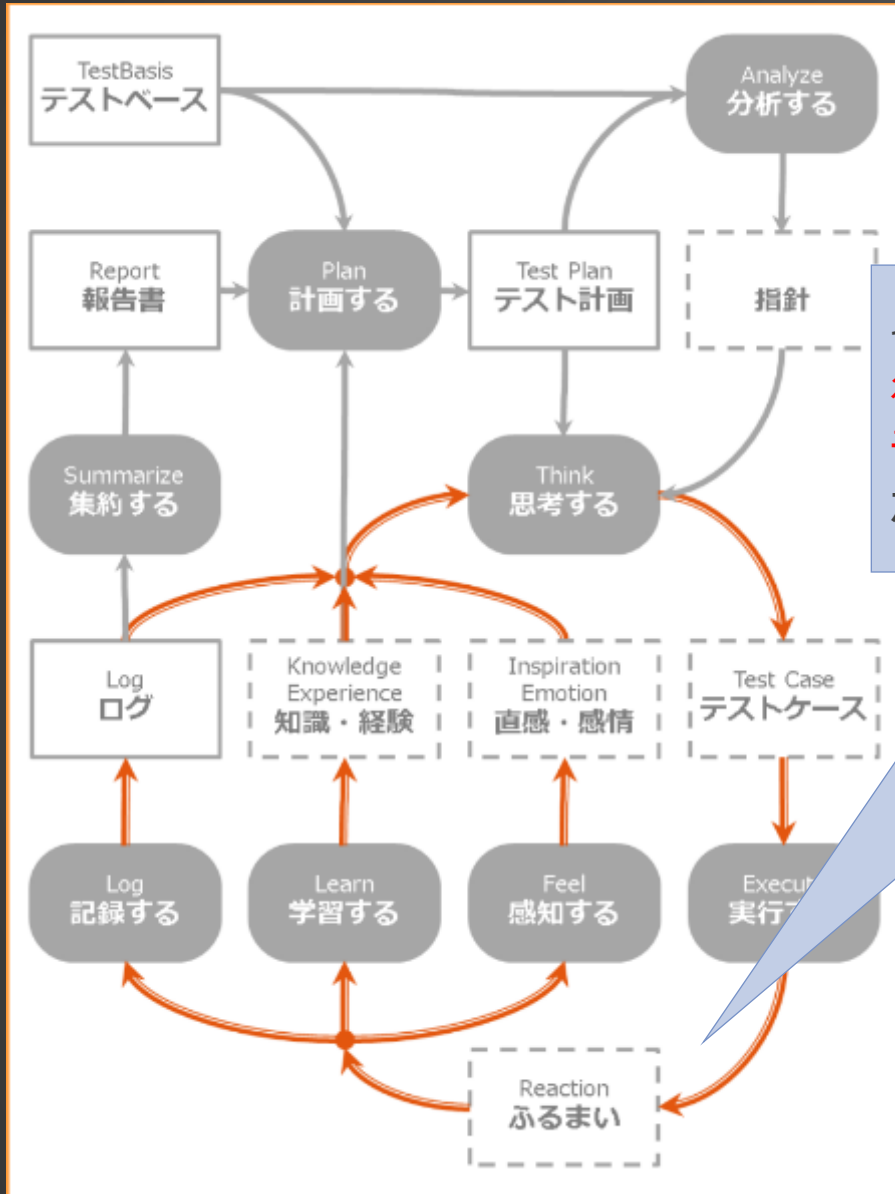 TestBasis
テストベース
Analyze
分析する
Report
報告書
Plan
計画する
Test Plan
テスト計画
指針
Summarize
集約する
Think
思考する
Log
ログ
Knowledge
Experience
知識・経験
Inspiration
Emotion
直感・感情
Test Case
テストケース
Log
記録する
Learn
学習する
Feel
感知する
Execut
実行
Reaction
ふるまい